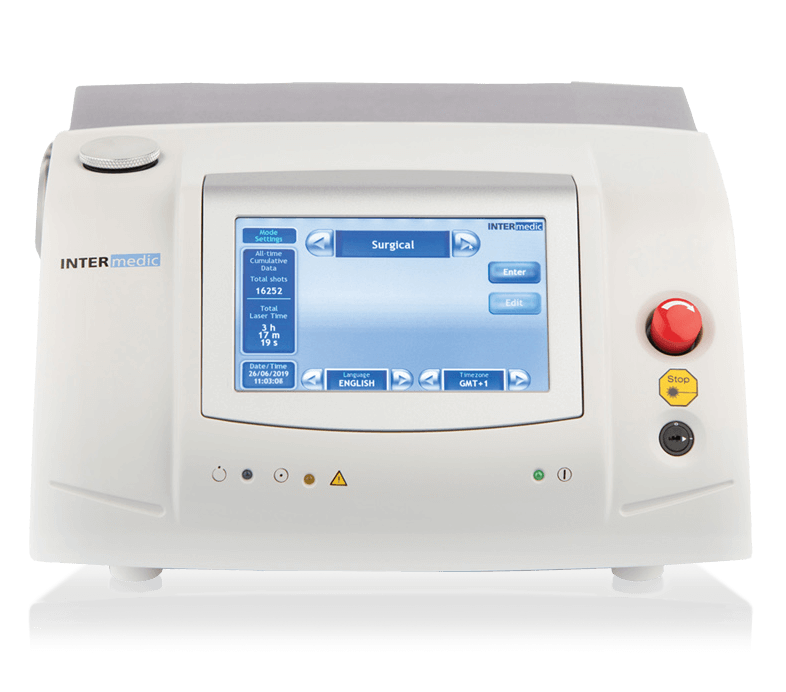 INTERmedic
Mode
Settings
All-time
Cumulative
Data
Total shots
16252
Total
Laser Time
3 h
17 m
19 s
Date/Time
26/06/2019
11:03:08
Surgical
INTERmedic
Enter
Edit
Language
ENGLISH
Timezone
GMT+1
Stop